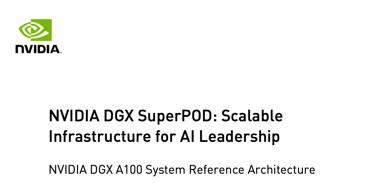 NVIDIA.
NVIDIA DGX SuperPOD: Scalable
Infrastructure for AI Leadership
NVIDIA DGX A100 System Reference Architecture